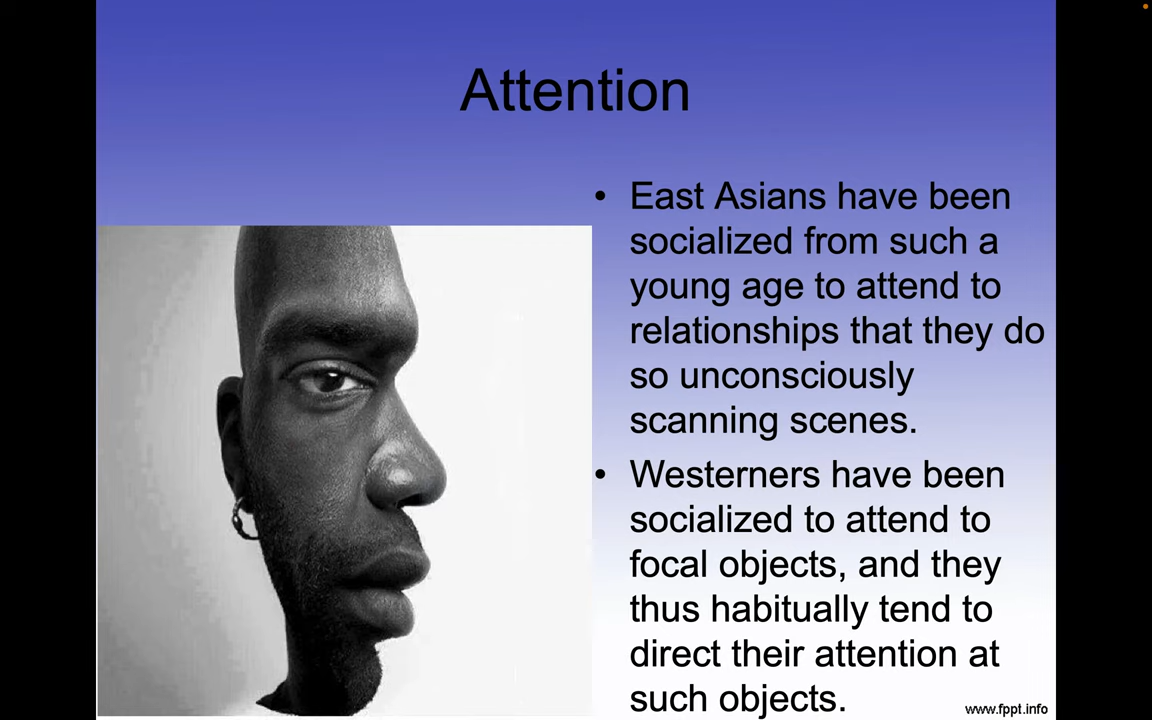 Attention
• East Asians have been
socialized from such a
young age to attend to
relationships that they do
so unconsciously
scanning scenes.
• Westerners have been
socialized to attend to
focal objects, and they
thus habitually tend to
direct their attention at
such objects.
www.fppt.info